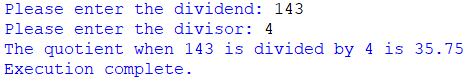 Please enter the dividend: 143
Please enter the divisor: 4
The quotient when 143 is divided by 4 is 35.75
Execution complete.